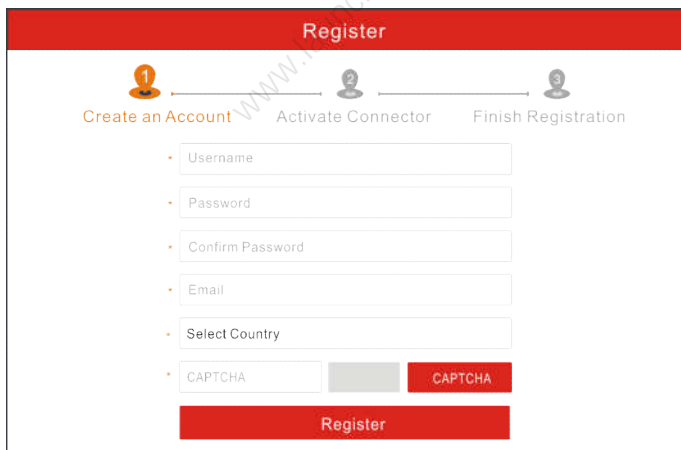 Register
1
2
3
Create an Account Activate Connector Finish Registration
* Username
* Password
* Confirm Password
* Email
* Select Country
* CAPTCHA CAPTCHA
Register